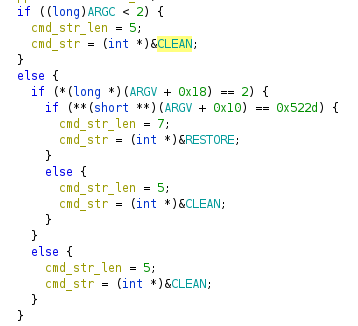 if ((long)ARGC < 2) {
  cmd_str_len = 5;
  cmd_str = (int *)&CLEAN;
}
else {
  if (*(long *)(ARGV + 0x18) == 2) {
    if (**(short **)(ARGV + 0x10) == 0x522d) {
      cmd_str_len = 7;
      cmd_str = (int *)&RESTORE;
    }
    else {
      cmd_str_len = 5;
      cmd_str = (int *)&CLEAN;
    }
  }
  else {
    cmd_str_len = 5;
    cmd_str = (int *)&CLEAN;
  }
}